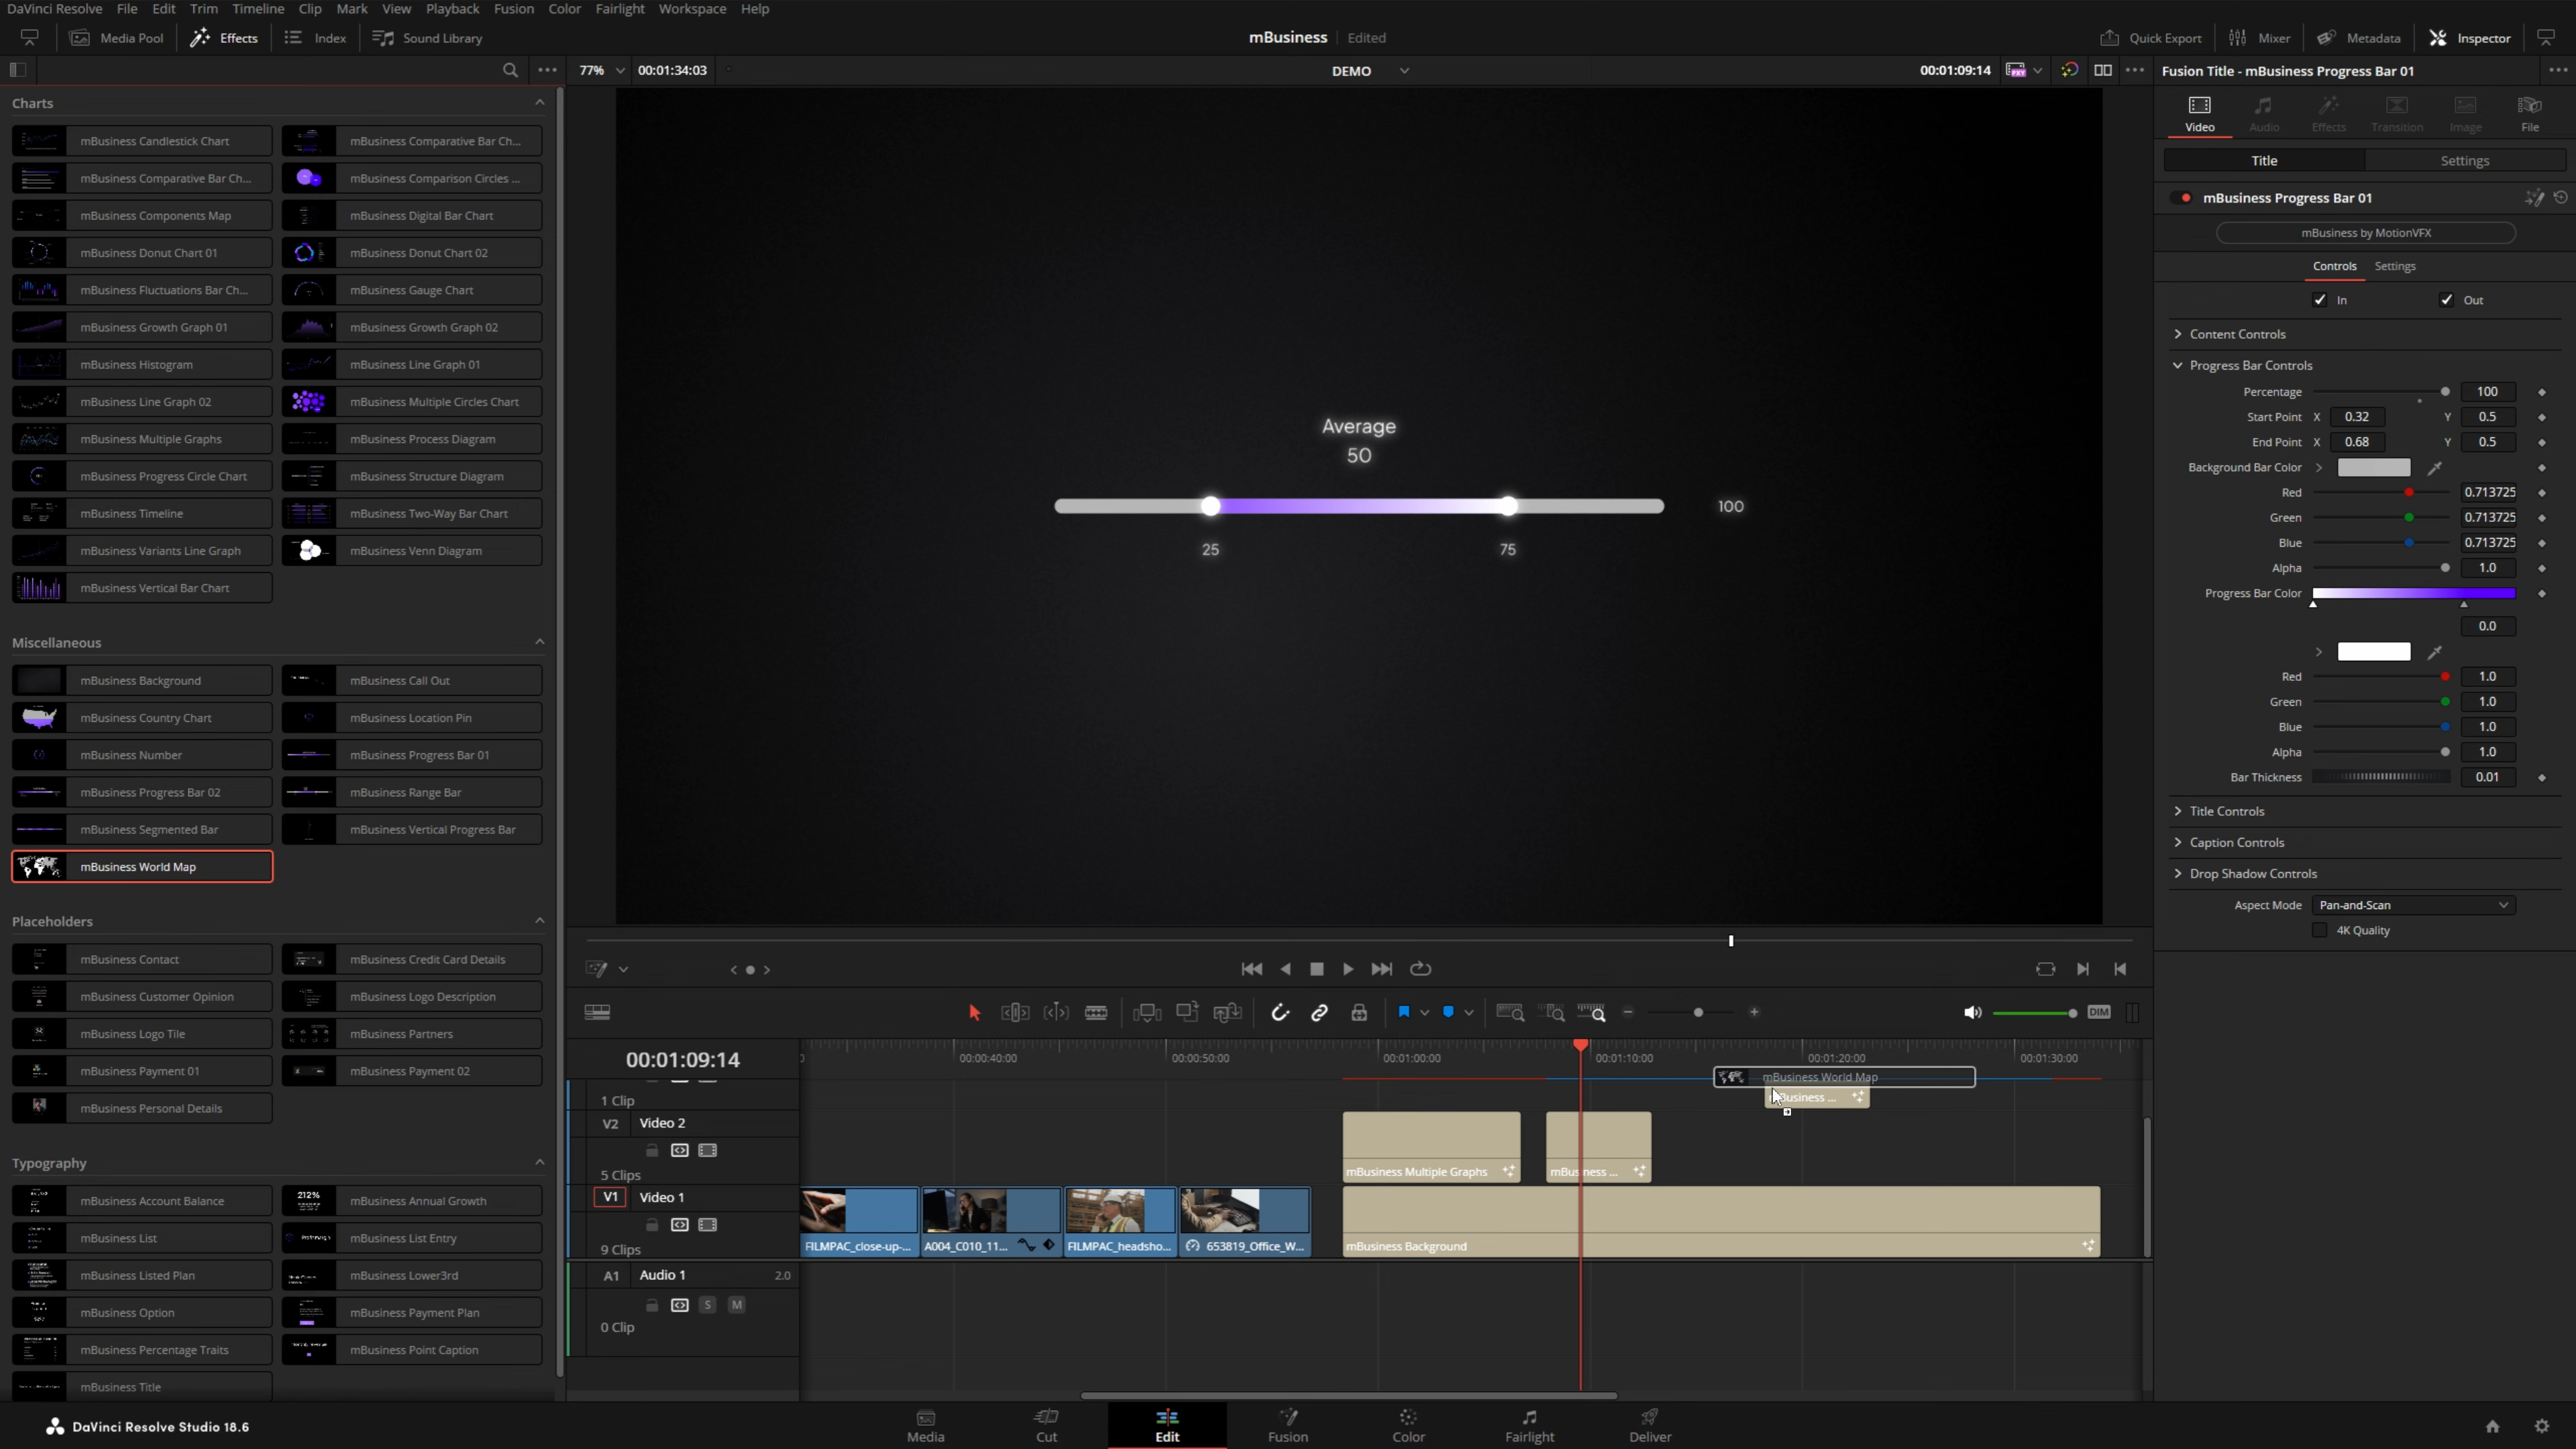 DaVinci Resolve File Edit Trim Timeline Clip Mark View Playback Fusion Color Fairlight Workspace Help
Media Pool Effects Index Sound Library mBusiness Edited Quick Export Mixer Metadata Inspector
77% 00:01:34:03 DEMO 00:01:09:14 Fusion Title - mBusiness Progress Bar 01
Charts
mBusiness Candlestick Chart mBusiness Comparative Bar Ch...
mBusiness Comparative Bar Ch... mBusiness Comparison Circles ...
mBusiness Components Map mBusiness Digital Bar Chart
mBusiness Donut Chart 01 mBusiness Donut Chart 02
mBusiness Fluctuations Bar Ch... mBusiness Gauge Chart
mBusiness Growth Graph 01 mBusiness Growth Graph 02
mBusiness Histogram mBusiness Line Graph 01
mBusiness Line Graph 02 mBusiness Multiple Circles Chart
mBusiness Multiple Graphs mBusiness Process Diagram
mBusiness Progress Circle Chart mBusiness Structure Diagram
mBusiness Timeline mBusiness Two-Way Bar Chart
mBusiness Variants Line Graph mBusiness Venn Diagram
mBusiness Vertical Bar Chart
Miscellaneous
mBusiness Background mBusiness Call Out
mBusiness Country Chart mBusiness Location Pin
mBusiness Number mBusiness Progress Bar 01
mBusiness Progress Bar 02 mBusiness Range Bar
mBusiness Segmented Bar mBusiness Vertical Progress Bar
mBusiness World Map
Placeholders
mBusiness Contact mBusiness Credit Card Details
mBusiness Customer Opinion mBusiness Logo Description
mBusiness Logo Tile mBusiness Partners
mBusiness Payment 01 mBusiness Payment 02
mBusiness Personal Details
Typography
mBusiness Account Balance 212% mBusiness Annual Growth
mBusiness List mBusiness List Entry
mBusiness Listed Plan mBusiness Lower3rd
mBusiness Option mBusiness Payment Plan
mBusiness Percentage Traits mBusiness Point Caption
mBusiness Title
Average
50
100
25 75
Video Audio Effects Transition Image File
Title Settings
mBusiness Progress Bar 01
mBusiness by MotionVFX
Controls Settings
In Out
Content Controls
Progress Bar Controls
Percentage 100
Start Point X 0.32 Y 0.5
End Point X 0.68 Y 0.5
Background Bar Color
Red 0.713725
Green 0.713725
Blue 0.713725
Alpha 1.0
Progress Bar Color
0.0
Red 1.0
Green 1.0
Blue 1.0
Alpha 1.0
Bar Thickness 0.01
Title Controls
Caption Controls
Drop Shadow Controls
Aspect Mode Pan-and-Scan
4K Quality
DIM
00:01:09:14 00:00:40:00 00:00:50:00 00:01:00:00 00:01:10:00 00:01:20:00 00:01:30:00
mBusiness World Map
1 Clip
V2 Video 2
5 Clips mBusiness Multiple Graphs
V1 Video 1
9 Clips FILMPAC_close-up-... A004_C010_11... FILMPAC_headsho... 653819_Office_W... mBusiness Background
A1 Audio 1 2.0
S M
0 Clip
DaVinci Resolve Studio 18.6 Media Cut Edit Fusion Color Fairlight Deliver